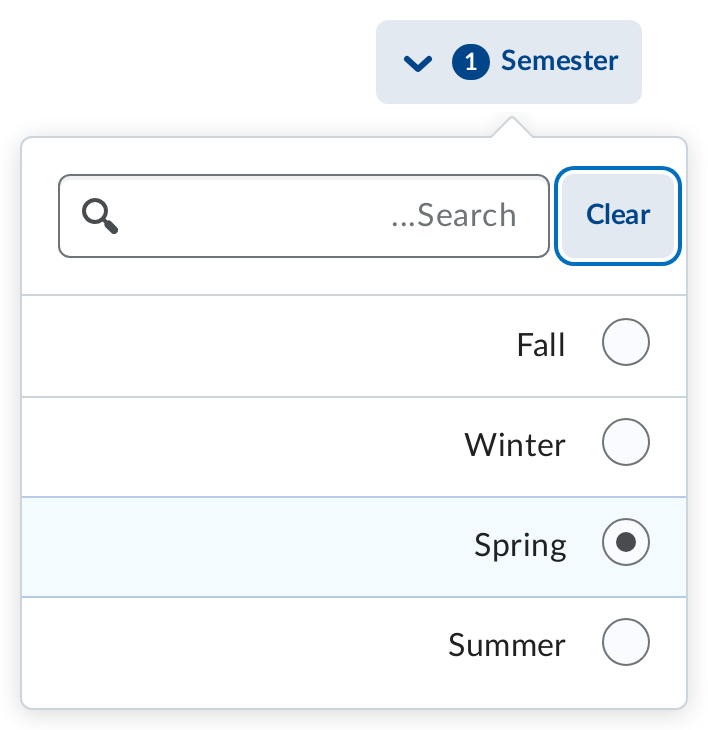 1 Semester
...Search
Clear
Fall
Winter
Spring
Summer